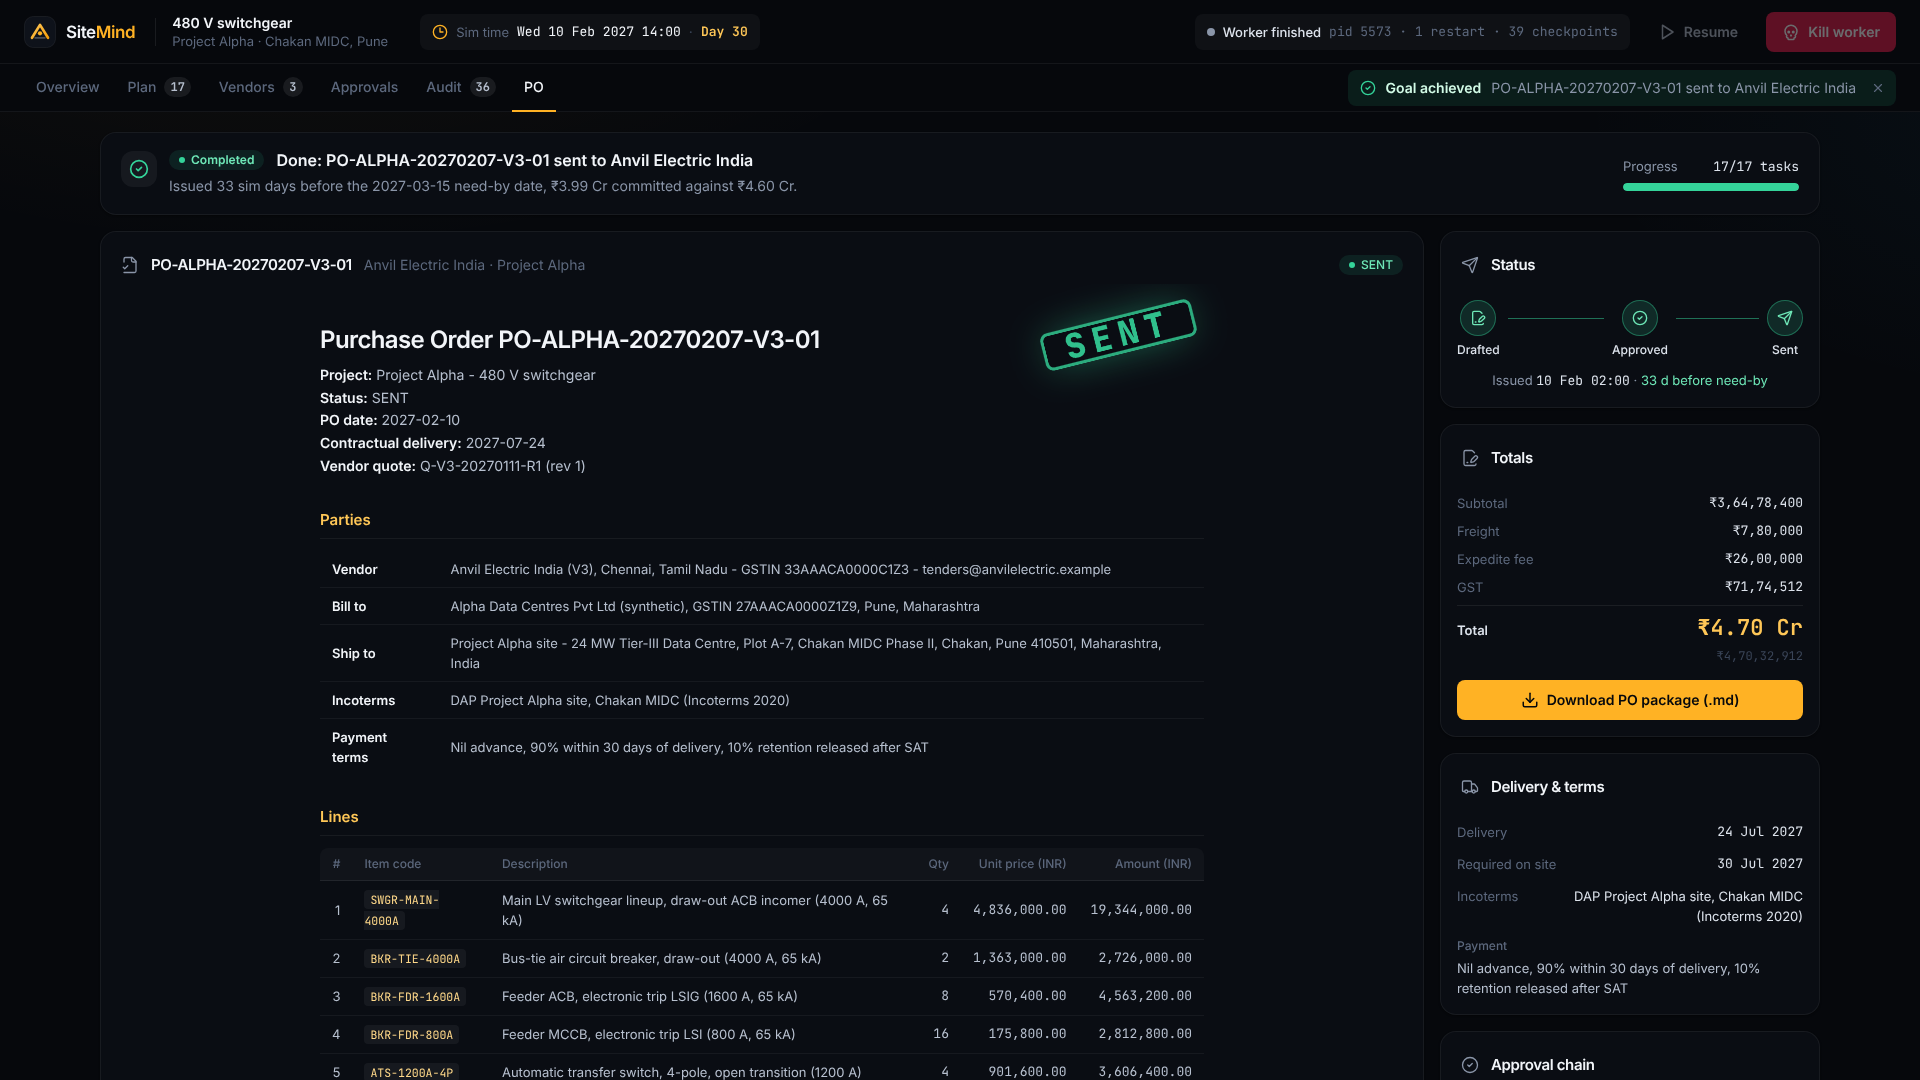 SiteMind
480 V switchgear
Project Alpha · Chakan MIDC, Pune
Sim time Wed 10 Feb 2027 14:00 · Day 30
Worker finished pid 5573 · 1 restart · 39 checkpoints
Resume
Kill worker
Overview Plan 17 Vendors 3 Approvals Audit 36 PO
Goal achieved PO-ALPHA-20270207-V3-01 sent to Anvil Electric India
Completed Done: PO-ALPHA-20270207-V3-01 sent to Anvil Electric India
Issued 33 sim days before the 2027-03-15 need-by date, ₹3.99 Cr committed against ₹4.60 Cr.
Progress 17/17 tasks
PO-ALPHA-20270207-V3-01 Anvil Electric India · Project Alpha
SENT
SENT
Purchase Order PO-ALPHA-20270207-V3-01
Project: Project Alpha - 480 V switchgear
Status: SENT
PO date: 2027-02-10
Contractual delivery: 2027-07-24
Vendor quote: Q-V3-20270111-R1 (rev 1)
Parties
Vendor Anvil Electric India (V3), Chennai, Tamil Nadu - GSTIN 33AAACA0000C1Z3 - tenders@anvilelectric.example
Bill to Alpha Data Centres Pvt Ltd (synthetic), GSTIN 27AAACA0000Z1Z9, Pune, Maharashtra
Ship to Project Alpha site - 24 MW Tier-III Data Centre, Plot A-7, Chakan MIDC Phase II, Chakan, Pune 410501, Maharashtra,
India
Incoterms DAP Project Alpha site, Chakan MIDC (Incoterms 2020)
Payment
terms
Nil advance, 90% within 30 days of delivery, 10% retention released after SAT
Lines
# Item code Description Qty Unit price (INR) Amount (INR)
1 SWGR-MAIN-
4000A
Main LV switchgear lineup, draw-out ACB incomer (4000 A, 65
kA)
4 4,836,000.00 19,344,000.00
2 BKR-TIE-4000A Bus-tie air circuit breaker, draw-out (4000 A, 65 kA) 2 1,363,000.00 2,726,000.00
3 BKR-FDR-1600A Feeder ACB, electronic trip LSIG (1600 A, 65 kA) 8 570,400.00 4,563,200.00
4 BKR-FDR-800A Feeder MCCB, electronic trip LSI (800 A, 65 kA) 16 175,800.00 2,812,800.00
5 ATS-1200A-4P Automatic transfer switch, 4-pole, open transition (1200 A) 4 901,600.00 3,606,400.00
Status
Drafted Approved Sent
Issued 10 Feb 02:00 · 33 d before need-by
Totals
Subtotal ₹3,64,78,400
Freight ₹7,80,000
Expedite fee ₹26,00,000
GST ₹71,74,512
Total ₹4.70 Cr
₹4,70,32,912
Download PO package (.md)
Delivery & terms
Delivery 24 Jul 2027
Required on site 30 Jul 2027
Incoterms DAP Project Alpha site, Chakan MIDC
(Incoterms 2020)
Payment
Nil advance, 90% within 30 days of delivery, 10%
retention released after SAT
Approval chain